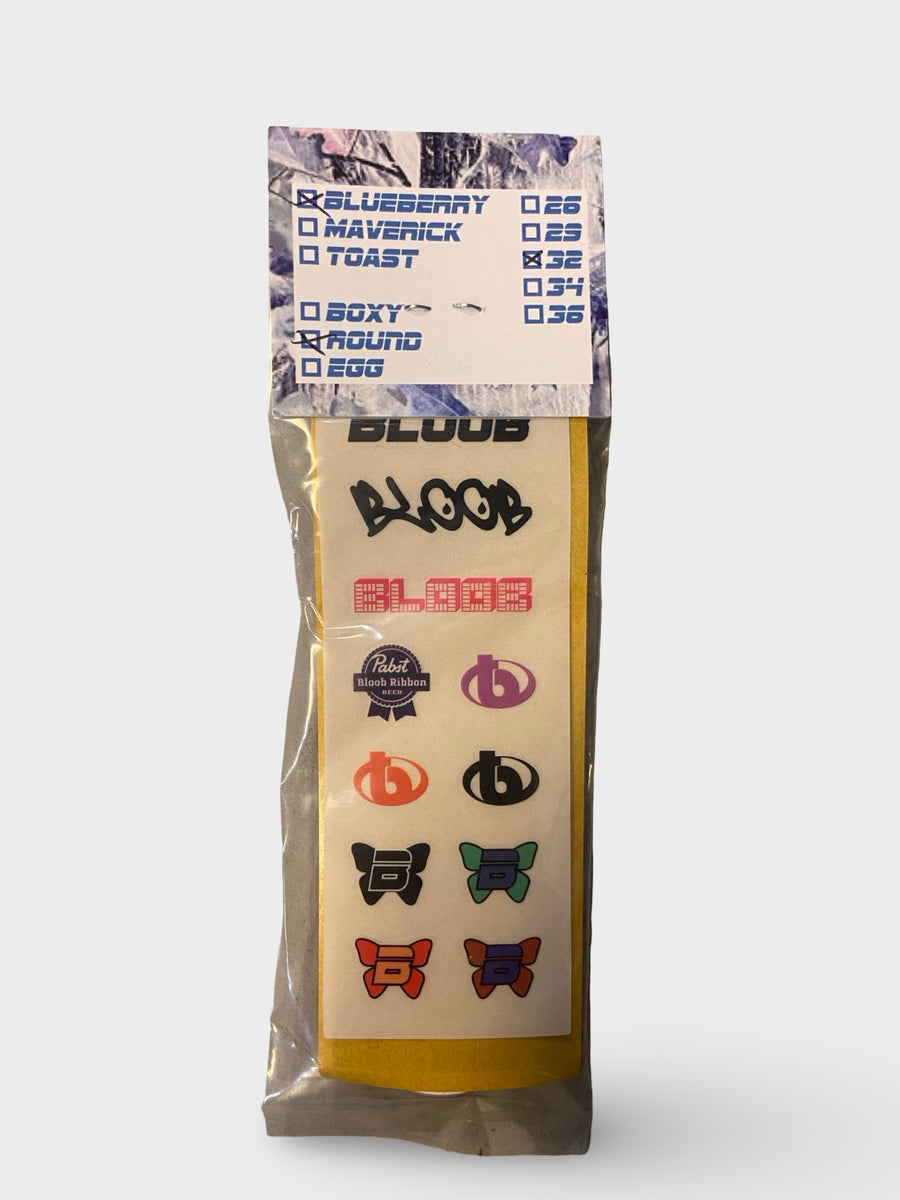 BLUEBERRY 26
MAVERICK 29
TOAST 32
34
BOXY 36
ROUND
EGG
BLOOB
BLOOB
BLOOB
Pabst
Bloob Ribbon
BEER
b
b b
B B
B B